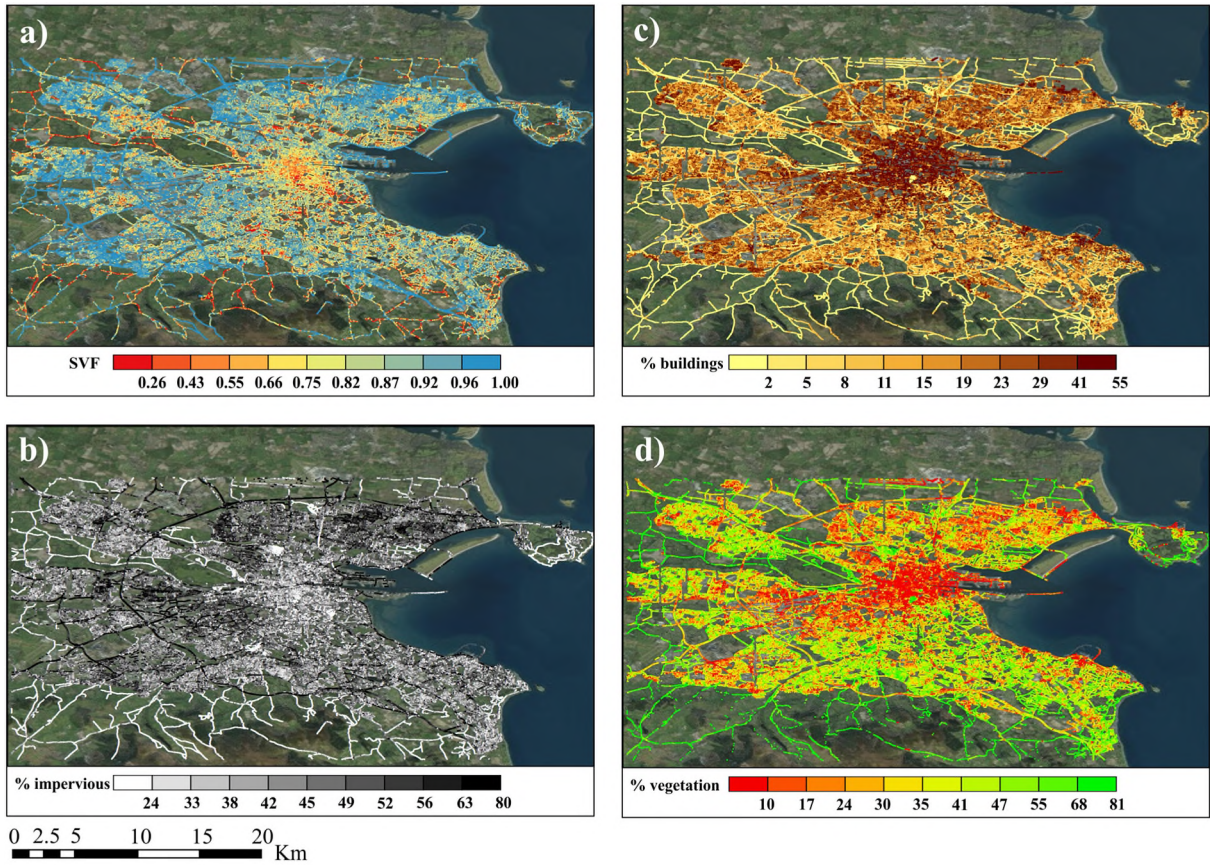 a)
SVF
0.26 0.43 0.55 0.66 0.75 0.82 0.87 0.92 0.96 1.00
c)
% buildings
2 5 8 11 15 19 23 29 41 55
b)
% impervious
24 33 38 42 45 49 52 56 63 80
d)
% vegetation
10 17 24 30 35 41 47 55 68 81
0 2.5 5 10 15 20
Km